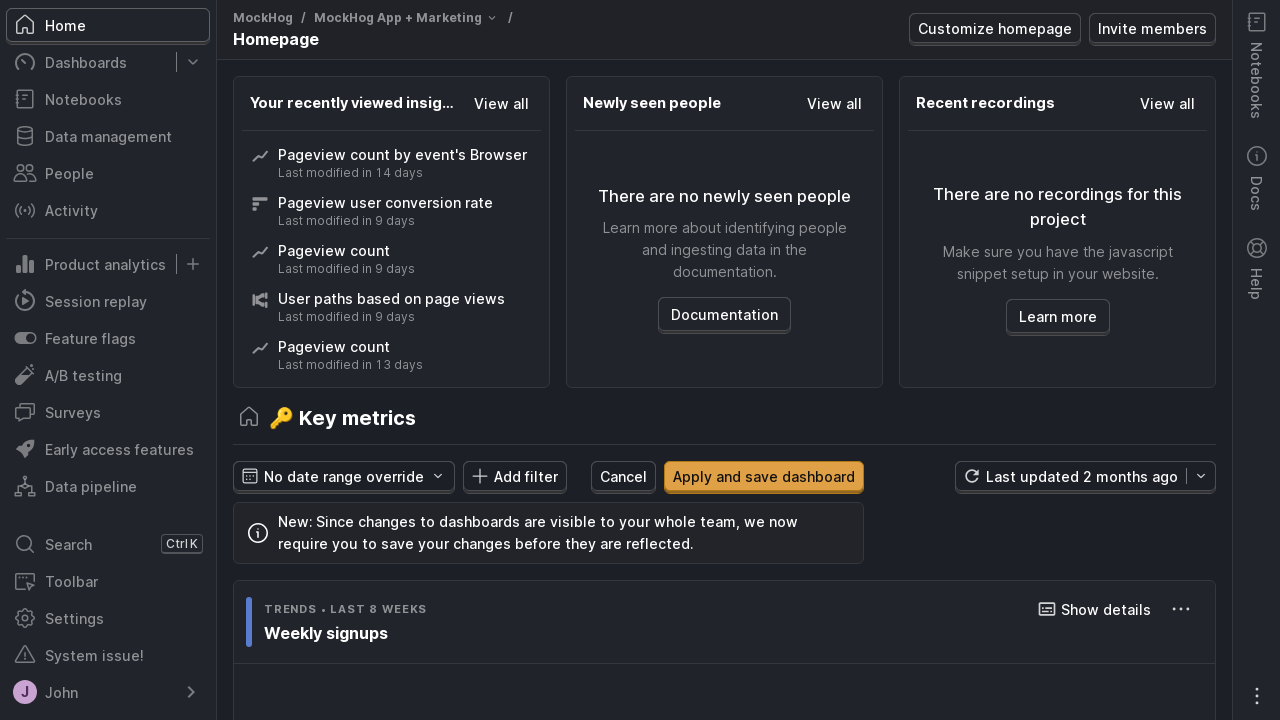 Home
Dashboards
Notebooks
Data management
People
Activity
Product analytics
Session replay
Feature flags
A/B testing
Surveys
Early access features
Data pipeline
Search
Ctrl K
Toolbar
Settings
System issue!
J
John
MockHog / MockHog App + Marketing /
Homepage
Customize homepage
Invite members
Your recently viewed insig...
View all
Pageview count by event's Browser
Last modified in 14 days
Pageview user conversion rate
Last modified in 9 days
Pageview count
Last modified in 9 days
User paths based on page views
Last modified in 9 days
Pageview count
Last modified in 13 days
Newly seen people
View all
There are no newly seen people
Learn more about identifying people
and ingesting data in the
documentation.
Documentation
Recent recordings
View all
There are no recordings for this
project
Make sure you have the javascript
snippet setup in your website.
Learn more
🔑 Key metrics
No date range override
Add filter
Cancel
Apply and save dashboard
Last updated 2 months ago
New: Since changes to dashboards are visible to your whole team, we now
require you to save your changes before they are reflected.
TRENDS • LAST 8 WEEKS
Weekly signups
Show details
Notebooks
Docs
Help